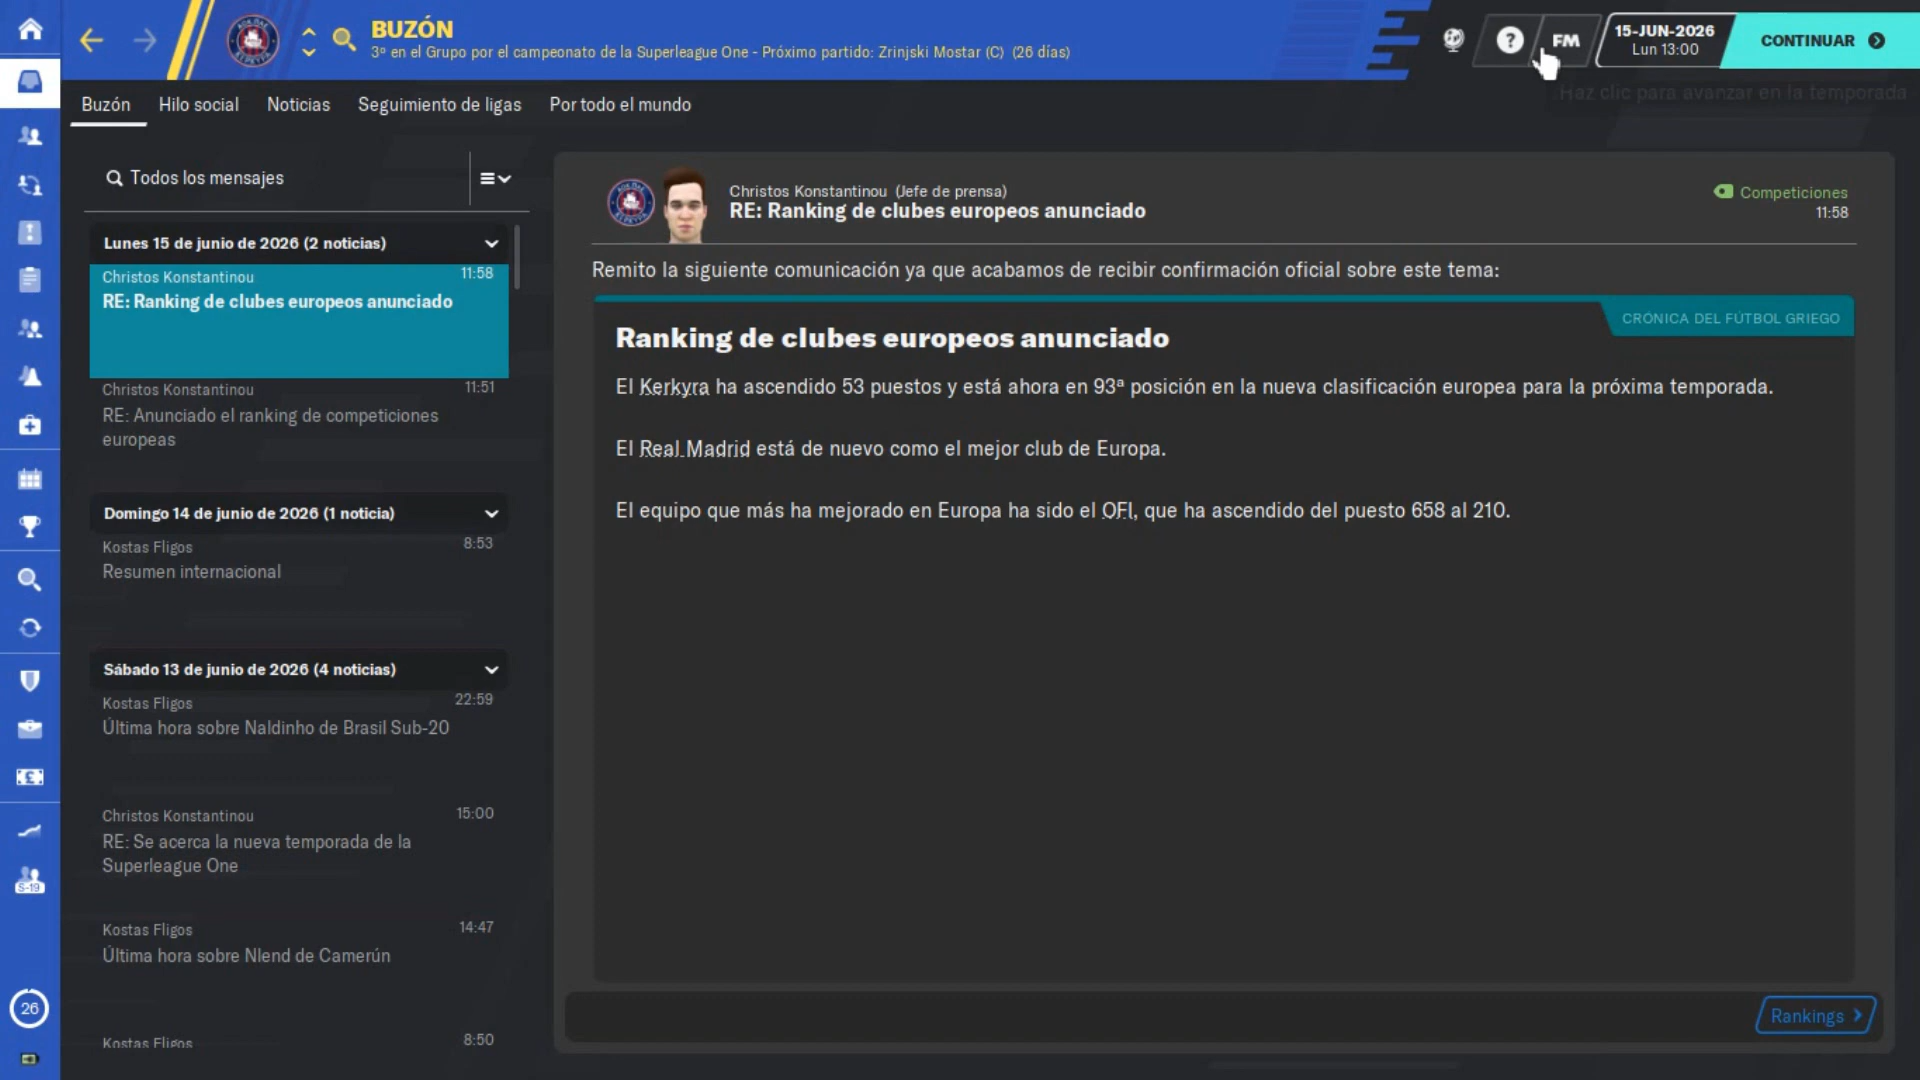 BUZÓN
3º en el Grupo por el campeonato de la Superleague One - Próximo partido: Zrinjski Mostar (C) (26 días)
?
FM
15-JUN-2026
Lun 13:00
CONTINUAR
Haz clic para avanzar en la temporada
Buzón
Hilo social
Noticias
Seguimiento de ligas
Por todo el mundo
Todos los mensajes
Lunes 15 de junio de 2026 (2 noticias)
Christos Konstantinou 11:58
RE: Ranking de clubes europeos anunciado
Christos Konstantinou 11:51
RE: Anunciado el ranking de competiciones
europeas
Domingo 14 de junio de 2026 (1 noticia)
Kostas Fligos 8:53
Resumen internacional
Sábado 13 de junio de 2026 (4 noticias)
Kostas Fligos 22:59
Última hora sobre Naldinho de Brasil Sub-20
Christos Konstantinou 15:00
RE: Se acerca la nueva temporada de la
Superleague One
Kostas Fligos 14:47
Última hora sobre Nlend de Camerún
Kostas Fligos 8:50
Christos Konstantinou (Jefe de prensa)
RE: Ranking de clubes europeos anunciado
Competiciones
11:58
Remito la siguiente comunicación ya que acabamos de recibir confirmación oficial sobre este tema:
CRÓNICA DEL FÚTBOL GRIEGO
Ranking de clubes europeos anunciado
El Kerkyra ha ascendido 53 puestos y está ahora en 93ª posición en la nueva clasificación europea para la próxima temporada.
El Real Madrid está de nuevo como el mejor club de Europa.
El equipo que más ha mejorado en Europa ha sido el OFI, que ha ascendido del puesto 658 al 210.
Rankings
S-19
26